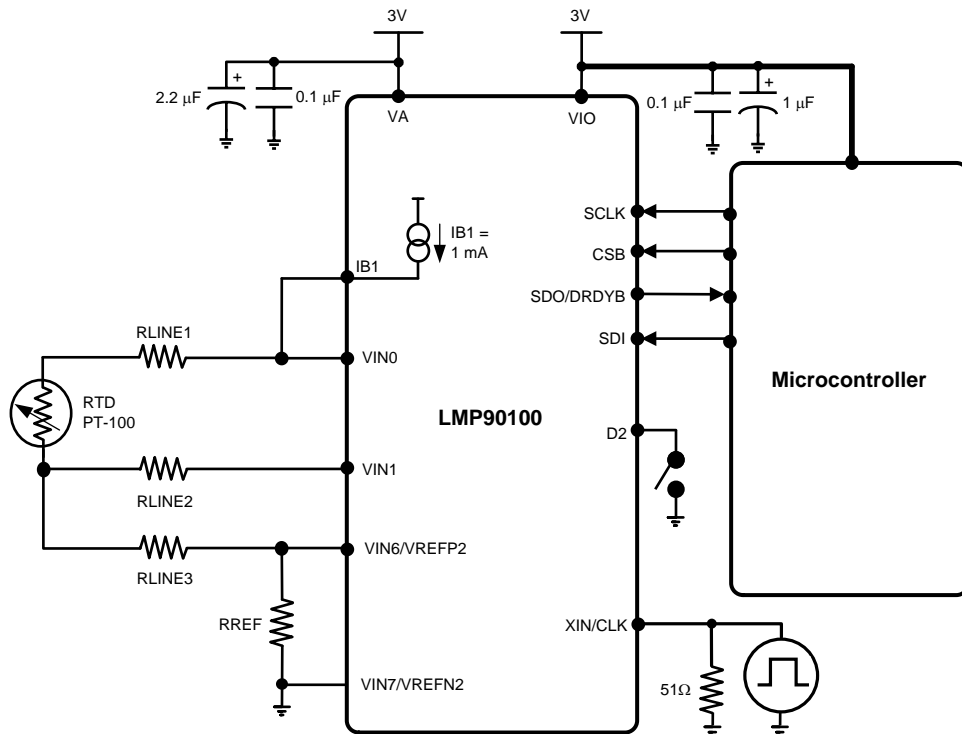 3V
3V
2.2 μF
+
0.1 μF
0.1 μF
+
1 μF
VA
VIO
SCLK
IB1 =
1 mA
CSB
IB1
SDO/DRDYB
RLINE1
SDI
VIN0
Microcontroller
RTD
PT-100
LMP90100
D2
VIN1
RLINE2
VIN6/VREFP2
RLINE3
RREF
XIN/CLK
VIN7/VREFN2
51Ω